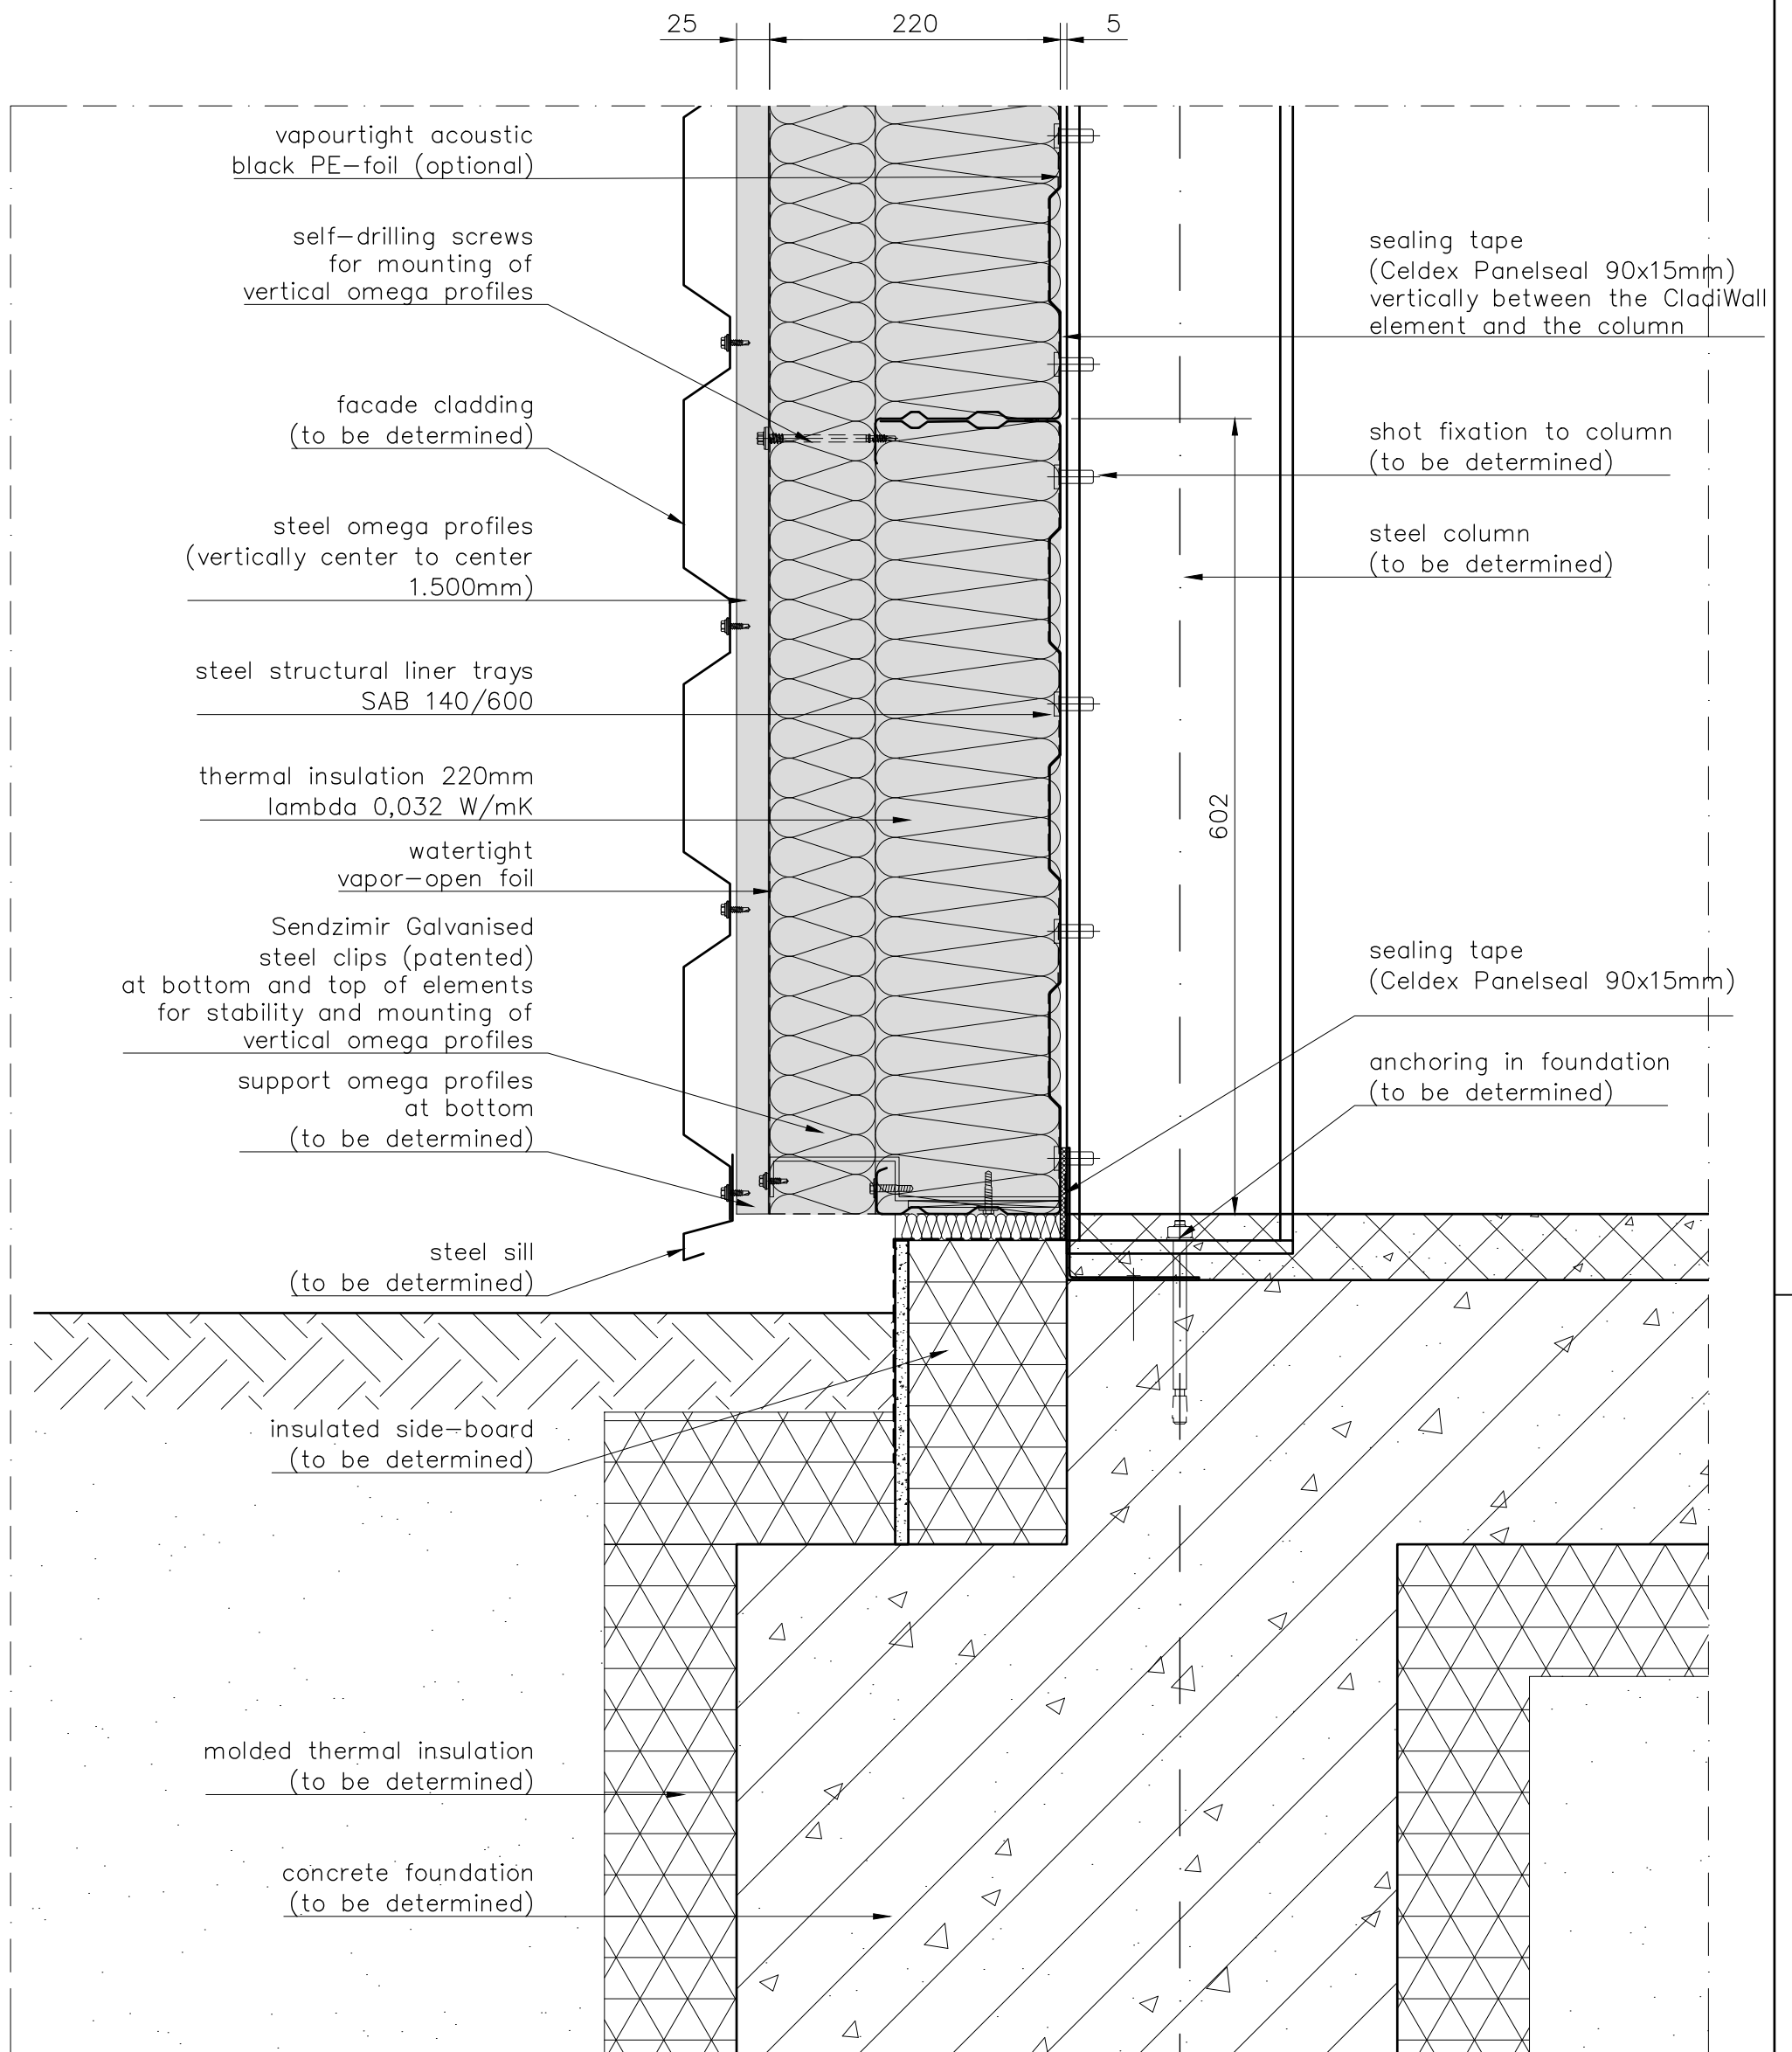 25
220
5
vapourtight acoustic
black PE-foil (optional)
self-drilling screws
for mounting of
vertical omega profiles
facade cladding
(to be determined)
steel omega profiles
(vertically center to center
1.500mm)
steel structural liner trays
SAB 140/600
thermal insulation 220mm
lambda 0,032 W/mK
watertight
vapor-open foil
Sendzimir Galvanised
steel clips (patented)
at bottom and top of elements
for stability and mounting of
vertical omega profiles
support omega profiles
at bottom
(to be determined)
steel sill
(to be determined)
insulated side-board
(to be determined)
molded thermal insulation
(to be determined)
concrete foundation
(to be determined)
602
sealing tape
(Celdex Panelseal 90x15mm)
vertically between the CladiWall
element and the column
shot fixation to column
(to be determined)
steel column
(to be determined)
sealing tape
(Celdex Panelseal 90x15mm)
anchoring in foundation
(to be determined)